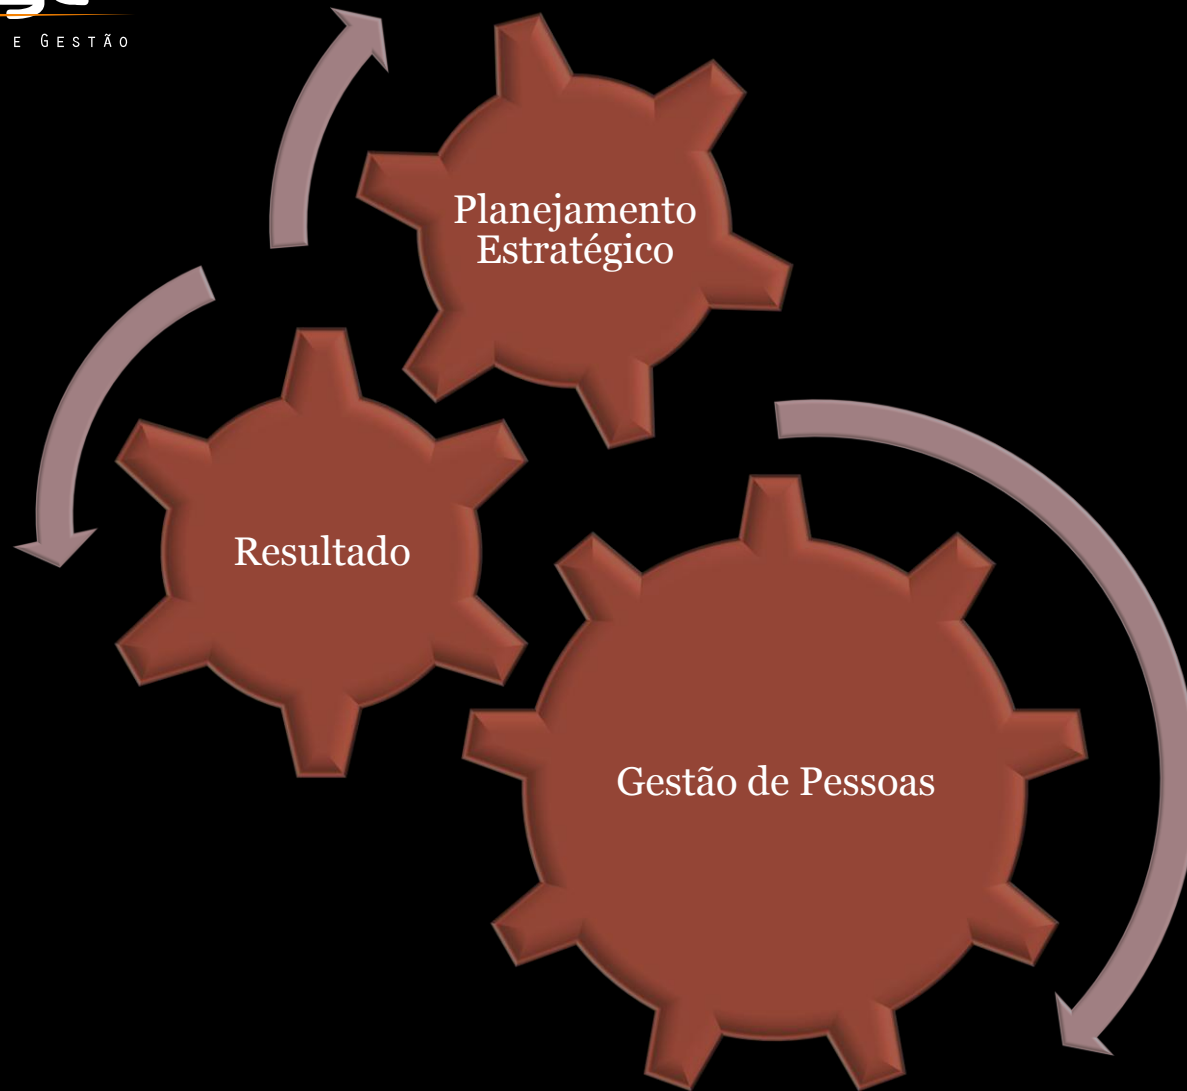 e Gestão
Planejamento
Estratégico
Resultado
Gestão de Pessoas